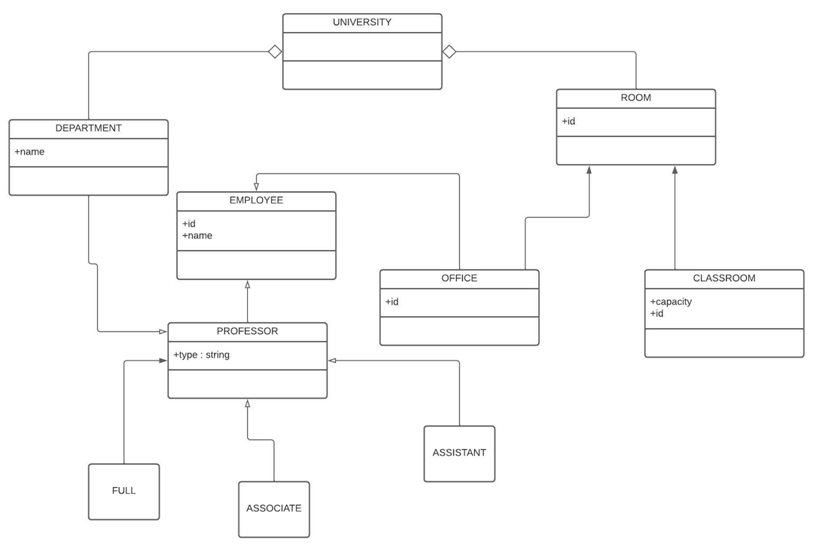 UNIVERSITY
ROOM
+id
DEPARTMENT
+name
EMPLOYEE
+id
+name
OFFICE
+id
CLASSROOM
+capacity
+id
PROFESSOR
+type : string
ASSISTANT
FULL
ASSOCIATE